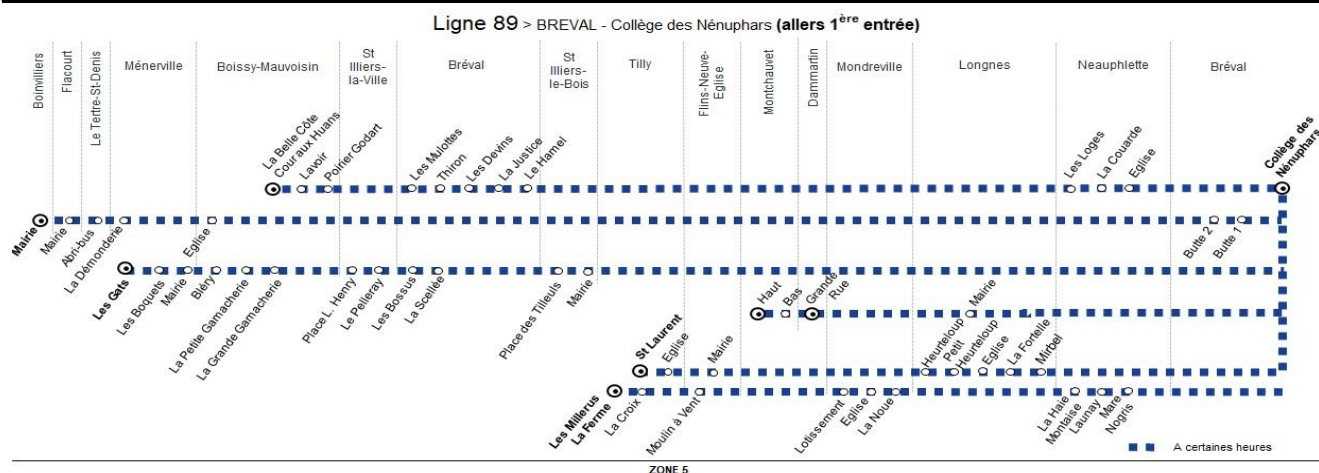 Ligne 89 > BREVAL - Collège des Nénuphars (allers 1ère entrée)
Boinvilliers
Flacourt
Le Tertre-St-Denis
Ménerville
Boissy-Mauvoisin
St
Illiers-
la-Ville
Bréval
St
Illiers-
le-Bois
Tilly
Flins-Neuve-
Eglise
Montchauvet
Dammartin
Mondreville
Longnes
Neauphlette
Bréval
La Belle Côte
Cour aux Huans
Lavoir
Poirier Godart
Les Mulottes
Thiron
Les Devins
La Justice
Le Hamel
Les Loges
La Couarde
Eglise
Collège des
Nénuphars
Mairie
Mairie
Abri-bus
La Démonderie
Eglise
Butte 2
Butte 1
Les Gats
Les Boquets
Mairie
Bléry
La Petite Gamacherie
La Grande Gamacherie
Place L. Henry
Le Pelleray
Les Bossus
La Scellée
Place des Tilleuls
Mairie
Haut
Bas
Grande
Rue
Mairie
St Laurent
Eglise
Mairie
Heurteloup
Petit
Heurteloup
Eglise
La Fortelle
Mirbel
Les Millerus
La Ferme
La Croix
Moulin à Vent
Lotissement
Eglise
La Noue
La Haie
Montaise
Launay
Mare
Nogris
A certaines heures
ZONE 5